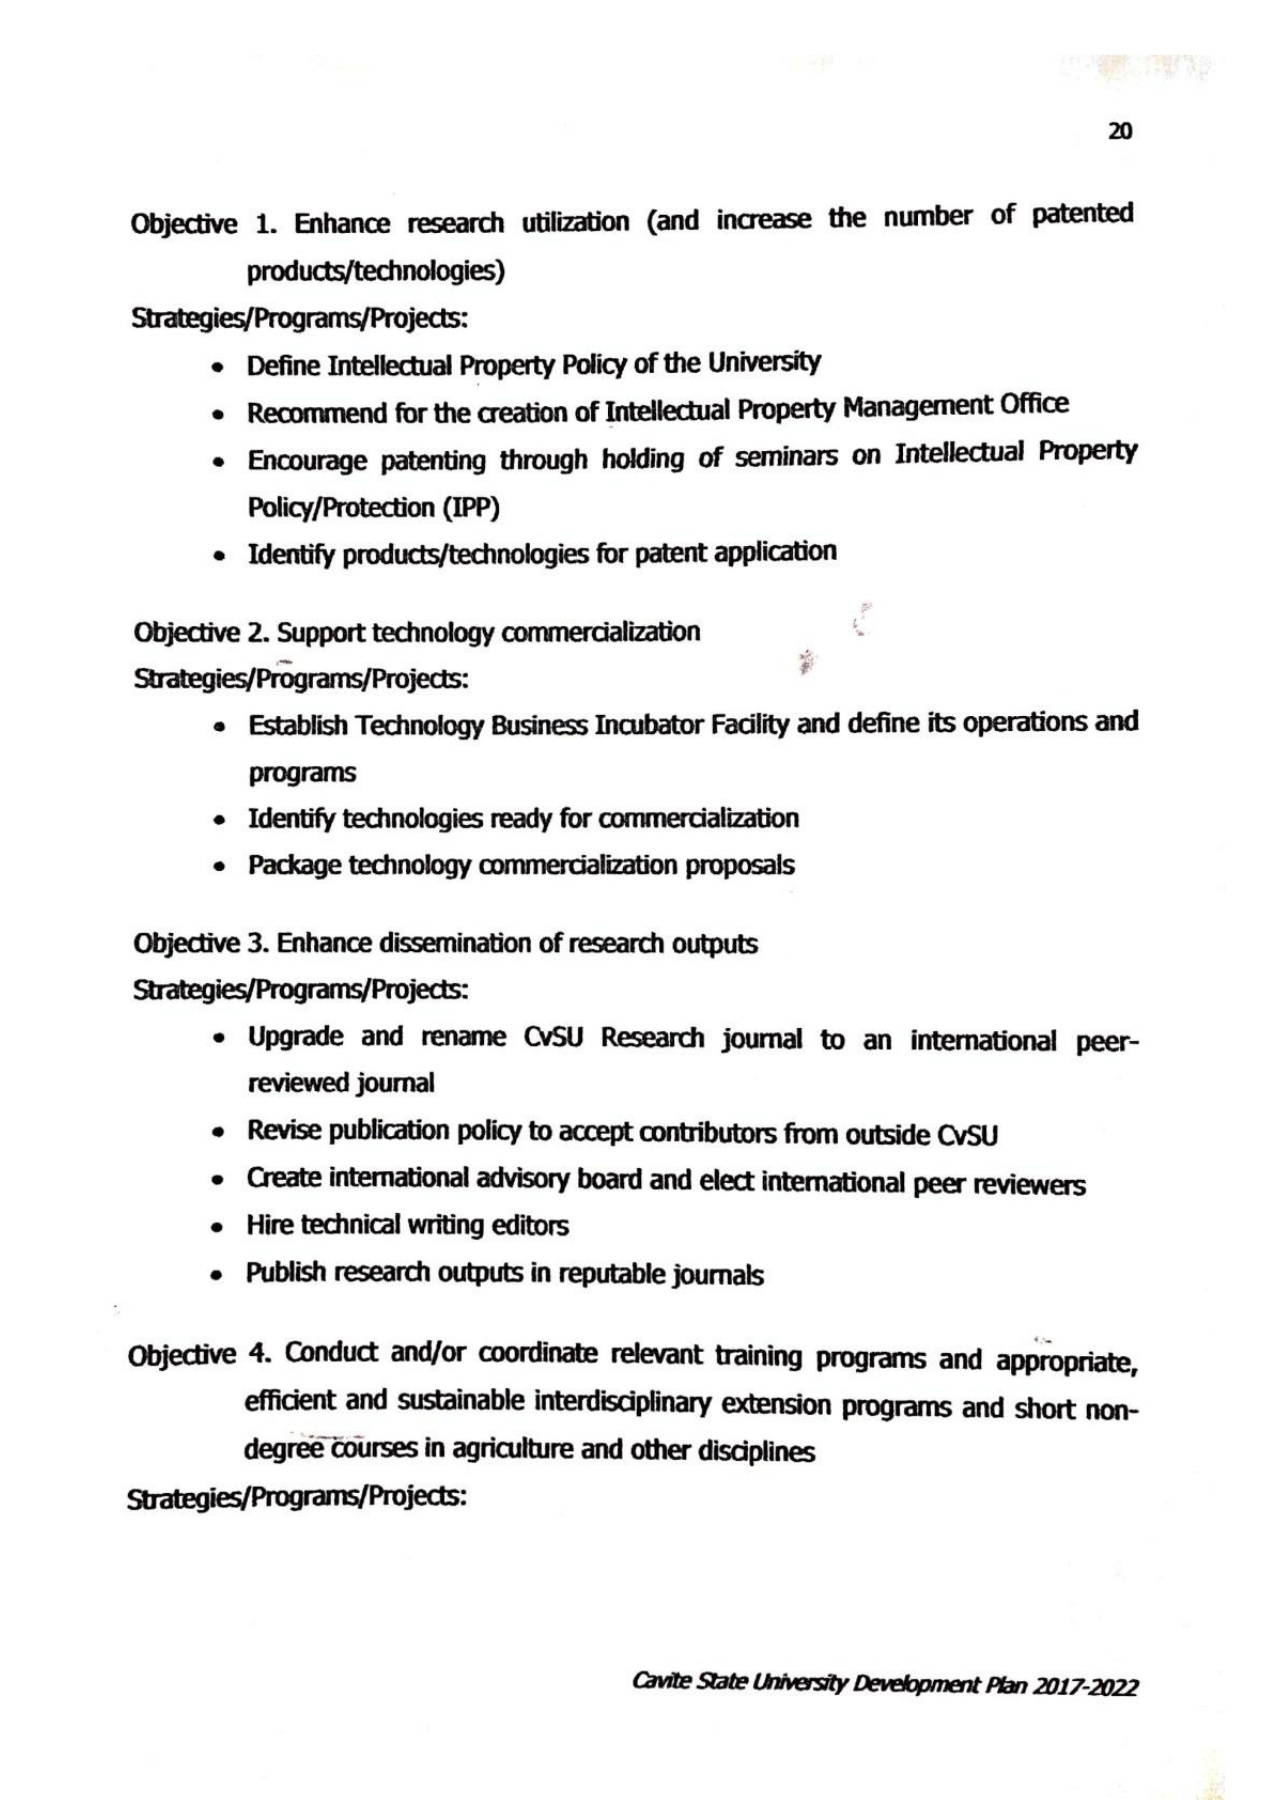 20
Objective 1. Enhance research utilization (and increase the number of patented
products/technologies)
Strategies/Programs/Projects:
• Define Intellectual Property Policy of the University
• Recommend for the creation of Intellectual Property Management Office
• Encourage patenting through holding of seminars on Intellectual Property
Policy/Protection (IPP)
• Identify products/technologies for patent application
Objective 2. Support technology commercialization
Strategies/Programs/Projects:
• Establish Technology Business Incubator Facility and define its operations and
programs
• Identify technologies ready for commercialization
• Package technology commercialization proposals
Objective 3. Enhance dissemination of research outputs
Strategies/Programs/Projects:
• Upgrade and rename CvSU Research journal to an international peer-
reviewed journal
• Revise publication policy to accept contributors from outside CvSU
• Create international advisory board and elect international peer reviewers
• Hire technical writing editors
• Publish research outputs in reputable journals
Objective 4. Conduct and/or coordinate relevant training programs and appropriate,
efficient and sustainable interdisciplinary extension programs and short non-
degree courses in agriculture and other disciplines
Strategies/Programs/Projects:
Cavite State University Development Plan 2017-2022